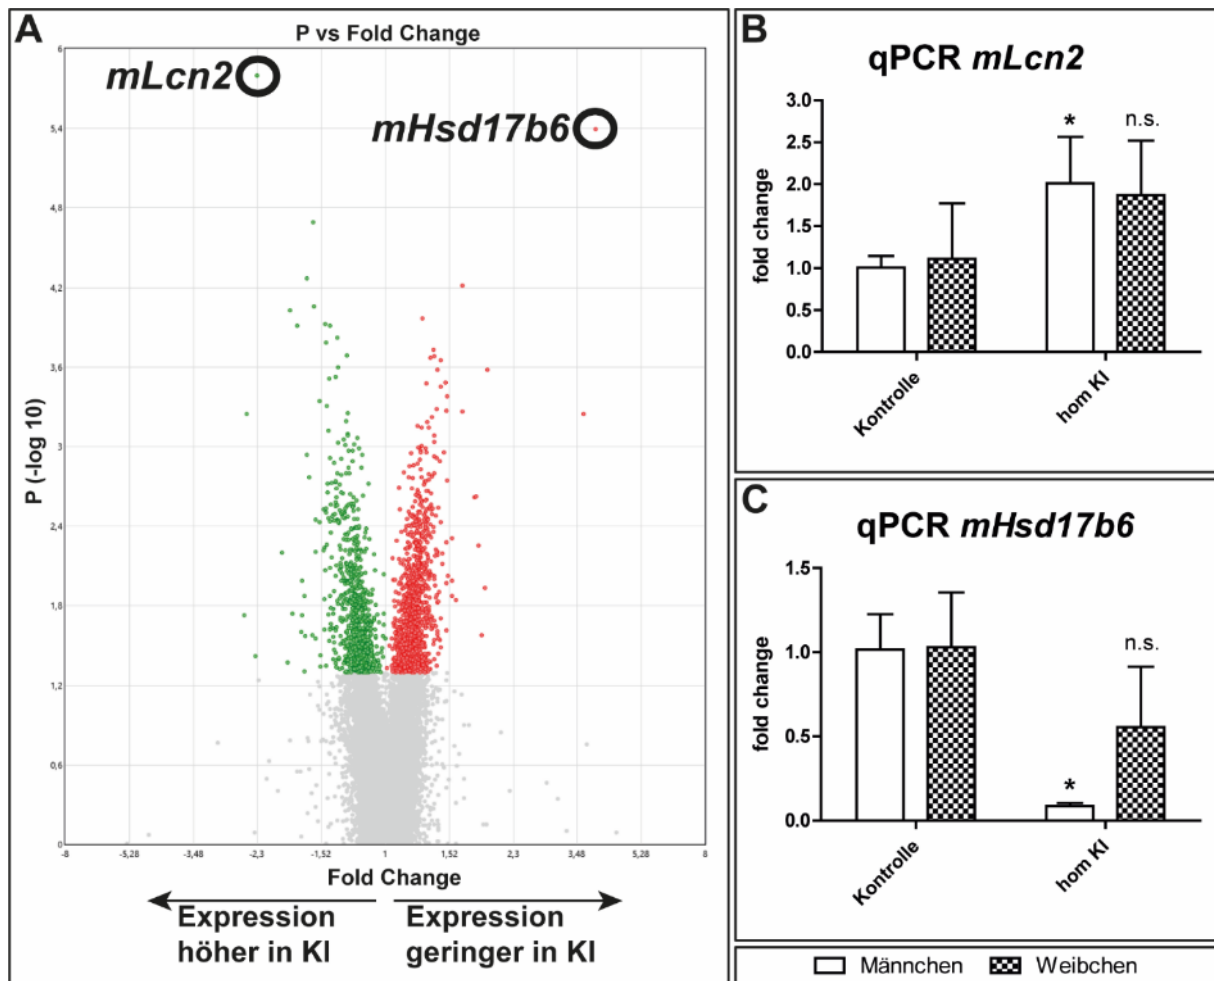 A
P vs Fold Change
mLcn2
mHsd17b6
P (-log 10)
6
5,4
4,8
4,2
3,6
3
2,4
1,8
1,2
0,6
0
-8 -5,28 -3,48 -2,3 -1,52 1 1,52 2,3 3,48 5,28 8
Fold Change
Expression
höher in KI
Expression
geringer in KI
B
qPCR mLcn2
fold change
3.0
2.5
2.0
1.5
1.0
0.5
0.0
* n.s.
Kontrolle
hom KI
C
qPCR mHsd17b6
fold change
1.5
1.0
0.5
0.0
* n.s.
Kontrolle
hom KI
Männchen Weibchen